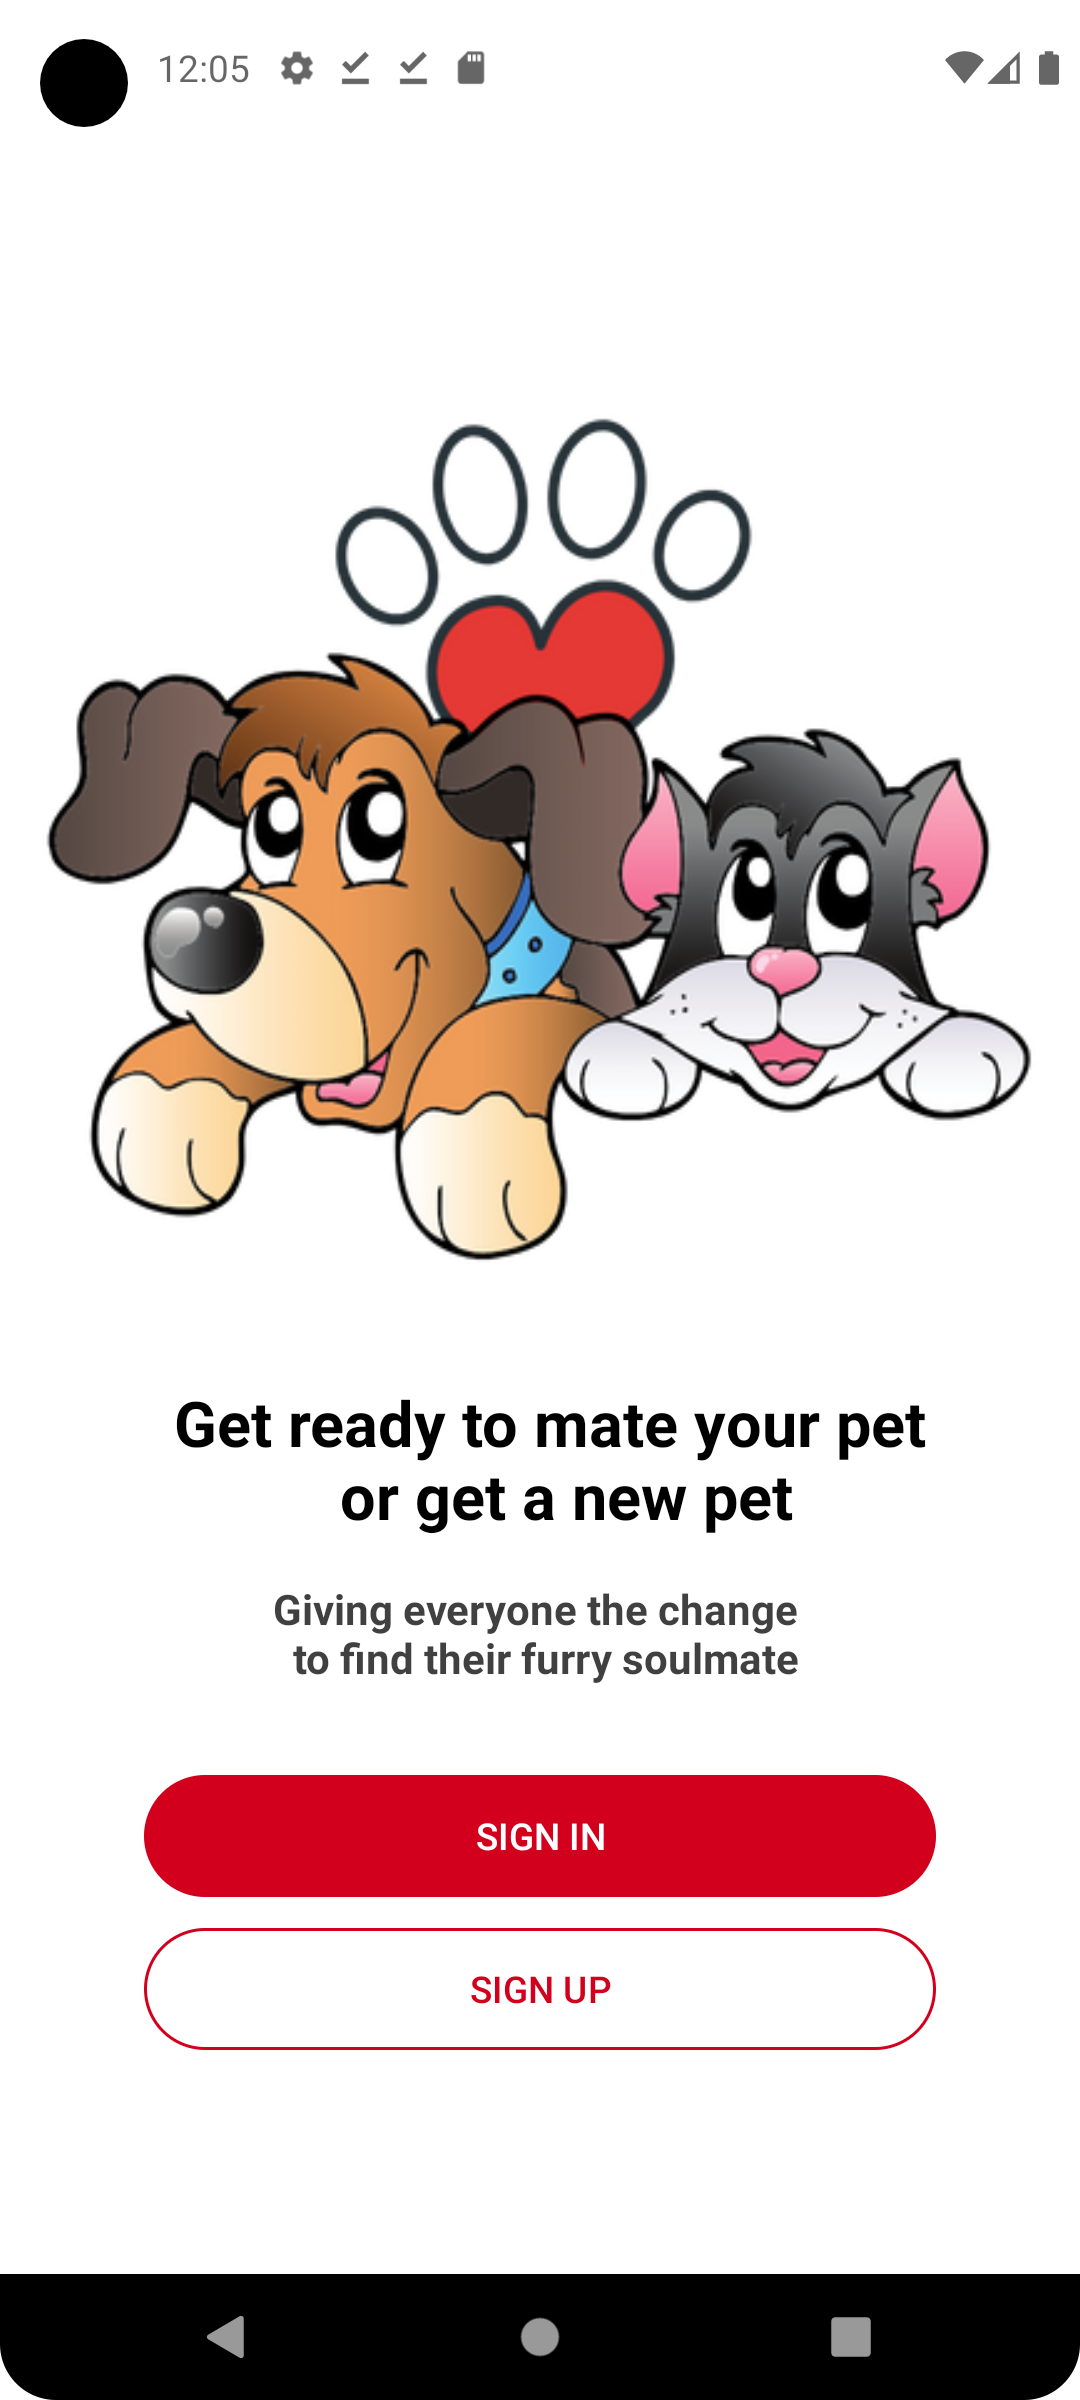 12:05
Get ready to mate your pet
or get a new pet
Giving everyone the change
to find their furry soulmate
SIGN IN
SIGN UP